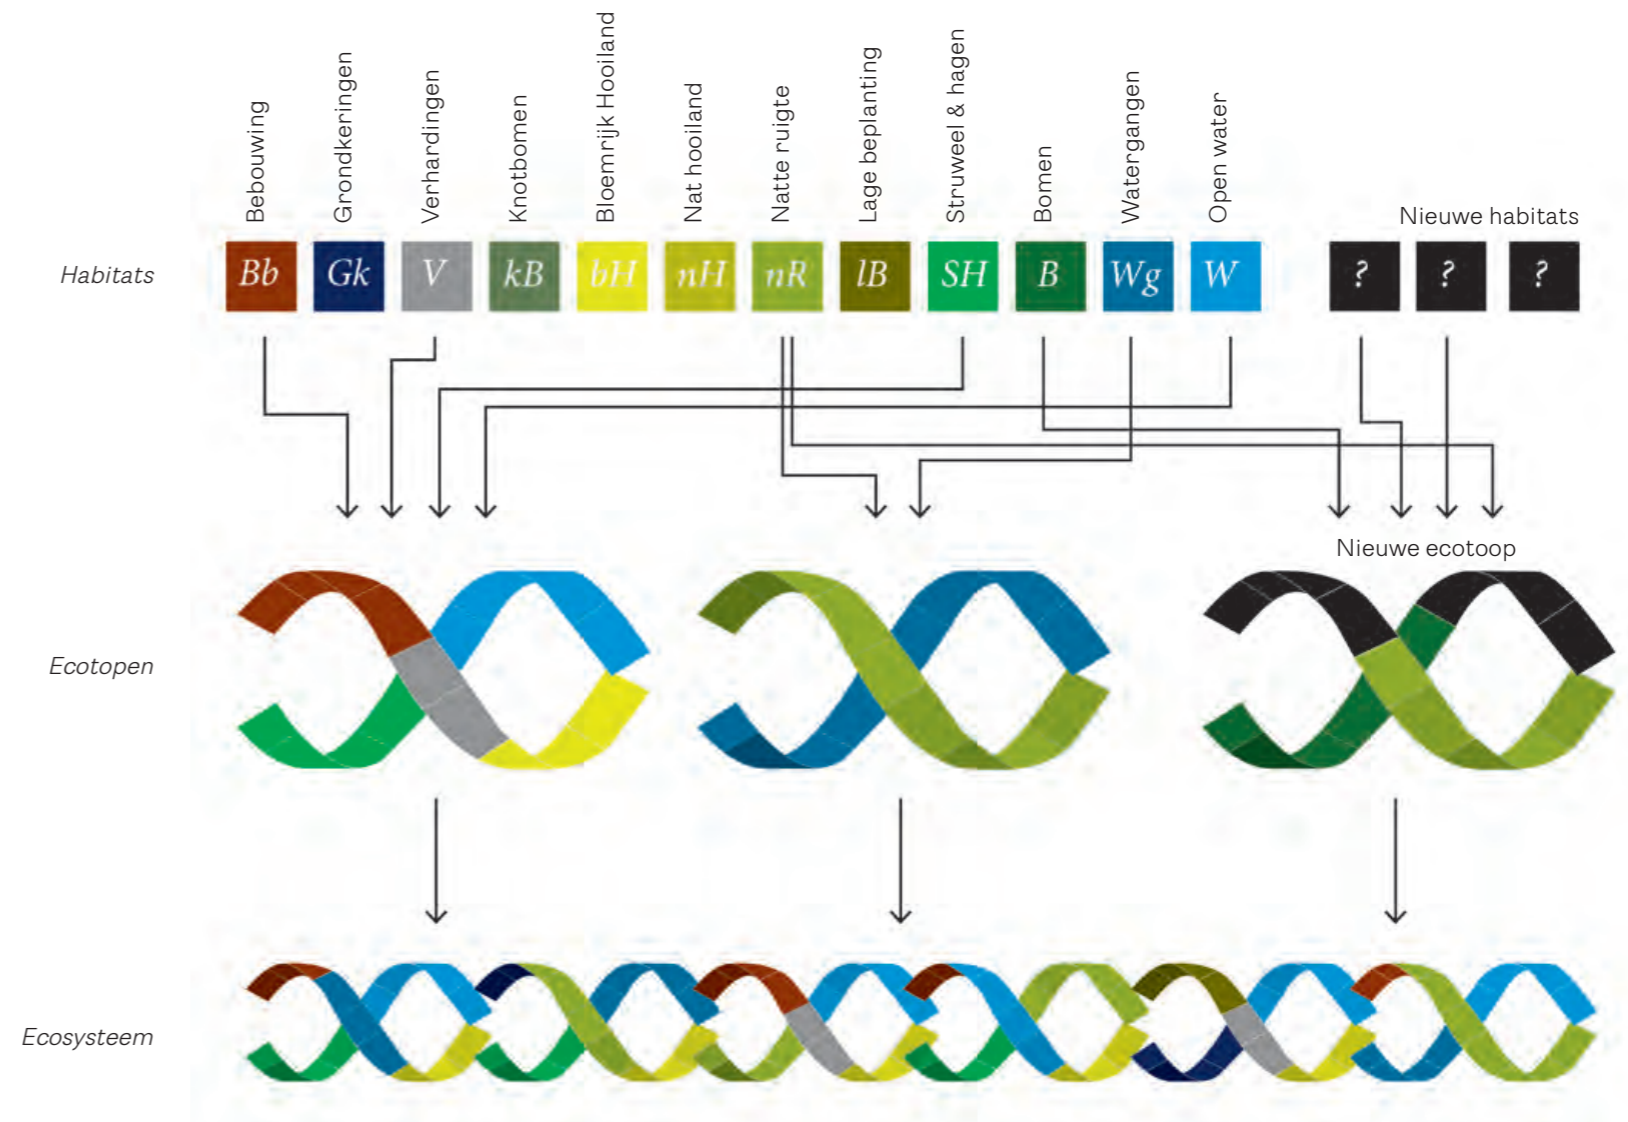 Bebouwing
Grondkeringen
Verhardingen
Knotbomen
Bloemrijk Hooiland
Nat hooiland
Natte ruigte
Lage beplanting
Struweel & hagen
Bomen
Watergangen
Open water
Nieuwe habitats
Habitats
Bb
Gk
V
kB
bH
nH
nR
lB
SH
B
Wg
W
?
?
?
Nieuwe ecotoop
Ecotopen
Ecosysteem